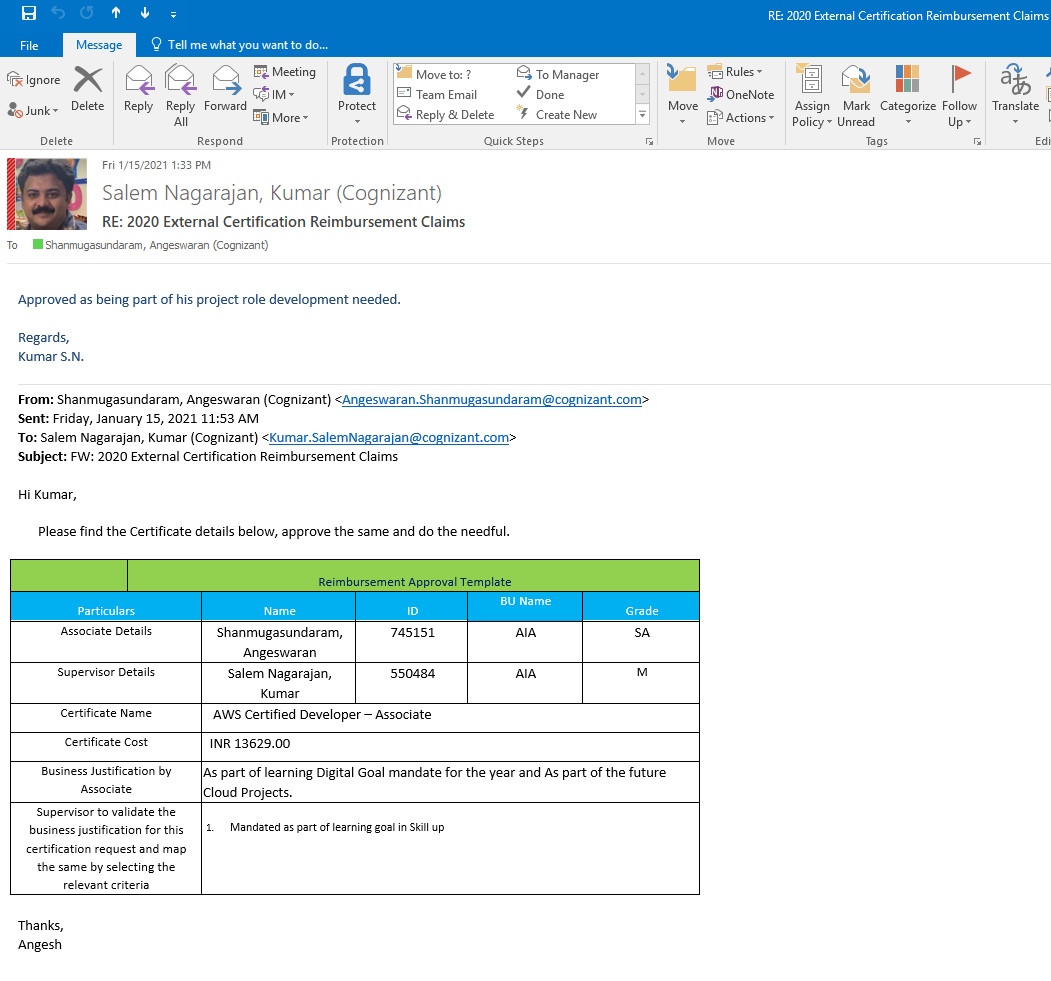 RE: 2020 External Certification Reimbursement Claims
File
Message
Tell me what you want to do...
Ignore
Junk
Delete
Delete
Reply
Reply All
Forward
Meeting
IM
More
Respond
Protect
Protection
Move to: ?
Team Email
Reply & Delete
To Manager
Done
Create New
Quick Steps
Move
Rules
OneNote
Actions
Move
Assign Policy
Mark Unread
Categorize
Follow Up
Tags
Translate
Edi
Fri 1/15/2021 1:33 PM
Salem Nagarajan, Kumar (Cognizant)
RE: 2020 External Certification Reimbursement Claims
To Shanmugasundaram, Angeswaran (Cognizant)
Approved as being part of his project role development needed.
Regards,
Kumar S.N.
From: Shanmugasundaram, Angeswaran (Cognizant) <Angeswaran.Shanmugasundaram@cognizant.com>
Sent: Friday, January 15, 2021 11:53 AM
To: Salem Nagarajan, Kumar (Cognizant) <Kumar.SalemNagarajan@cognizant.com>
Subject: FW: 2020 External Certification Reimbursement Claims
Hi Kumar,
Please find the Certificate details below, approve the same and do the needful.
Reimbursement Approval Template
Particulars Name ID BU Name Grade
Associate Details Shanmugasundaram, 745151 AIA SA
Angeswaran
Supervisor Details Salem Nagarajan, 550484 AIA M
Kumar
Certificate Name AWS Certified Developer – Associate
Certificate Cost INR 13629.00
Business Justification by As part of learning Digital Goal mandate for the year and As part of the future
Associate Cloud Projects.
Supervisor to validate the
business justification for this 1. Mandated as part of learning goal in Skill up
certification request and map
the same by selecting the
relevant criteria
Thanks,
Angesh